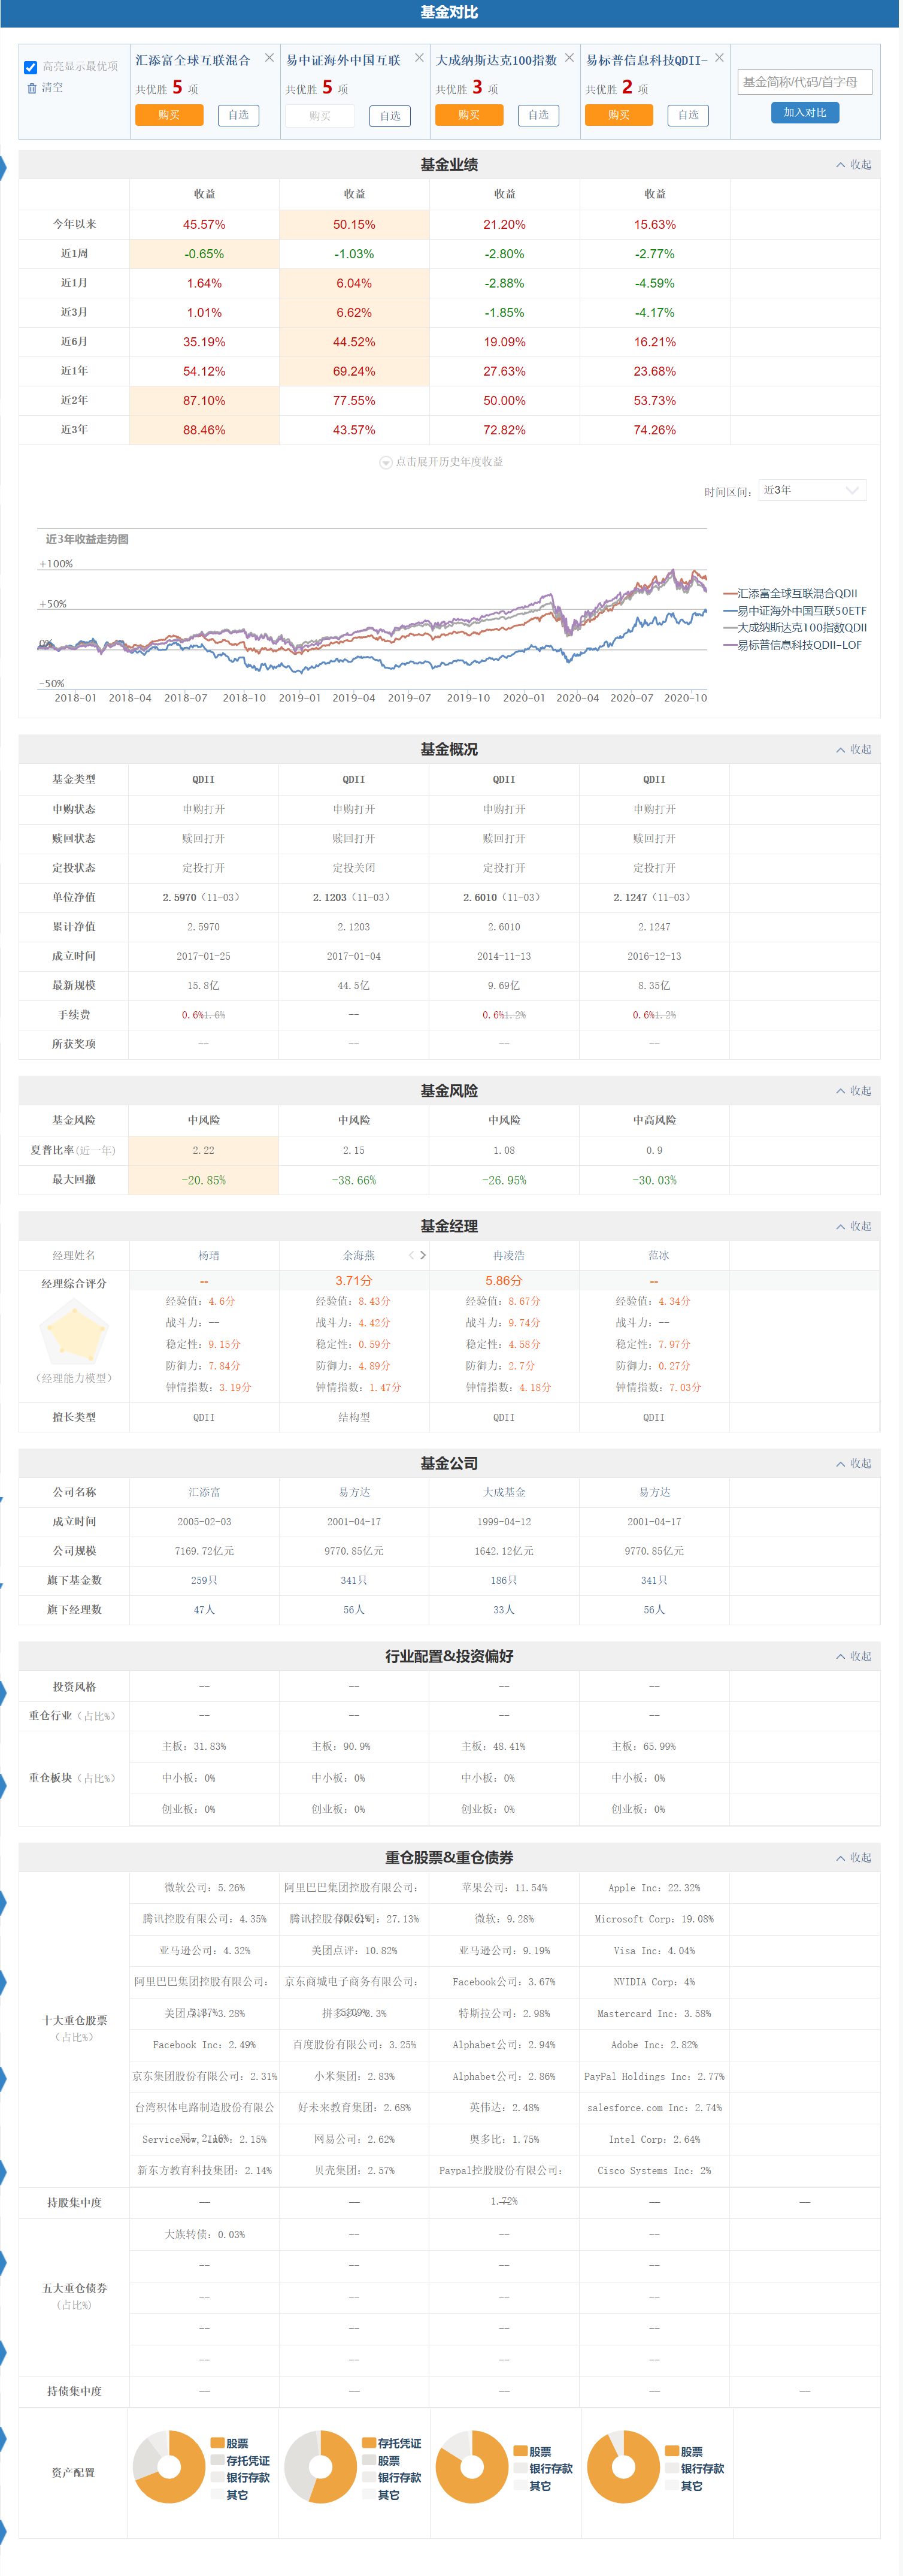 基金对比
高亮显示最优项
清空
汇添富全球互联混合
共优胜 5 项
购买 自选
易中证海外中国互联
共优胜 5 项
购买 自选
大成纳斯达克100指数
共优胜 3 项
购买 自选
易标普信息科技QDII-
共优胜 2 项
购买 自选
基金简称/代码/首字母
加入对比
基金业绩 收起
收益 收益 收益 收益
今年以来 45.57% 50.15% 21.20% 15.63%
近1周 -0.65% -1.03% -2.80% -2.77%
近1月 1.64% 6.04% -2.88% -4.59%
近3月 1.01% 6.62% -1.85% -4.17%
近6月 35.19% 44.52% 19.09% 16.21%
近1年 54.12% 69.24% 27.63% 23.68%
近2年 87.10% 77.55% 50.00% 53.73%
近3年 88.46% 43.57% 72.82% 74.26%
点击展开历史年度收益
时间区间： 近3年
近3年收益走势图
+100%
+50%
0%
-50%
2018-01 2018-04 2018-07 2018-10 2019-01 2019-04 2019-07 2019-10 2020-01 2020-04 2020-07 2020-10
汇添富全球互联混合QDII
易中证海外中国互联50ETF
大成纳斯达克100指数QDII
易标普信息科技QDII-LOF
基金概况 收起
基金类型 QDII QDII QDII QDII
申购状态 申购打开 申购打开 申购打开 申购打开
赎回状态 赎回打开 赎回打开 赎回打开 赎回打开
定投状态 定投打开 定投关闭 定投打开 定投打开
单位净值 2.5970（11-03） 2.1203（11-03） 2.6010（11-03） 2.1247（11-03）
累计净值 2.5970 2.1203 2.6010 2.1247
成立时间 2017-01-25 2017-01-04 2014-11-13 2016-12-13
最新规模 15.8亿 44.5亿 9.69亿 8.35亿
手续费 0.6%1.6% -- 0.6%1.2% 0.6%1.2%
所获奖项 -- -- -- --
基金风险 收起
基金风险 中风险 中风险 中风险 中高风险
夏普比率(近一年) 2.22 2.15 1.08 0.9
最大回撤 -20.85% -38.66% -26.95% -30.03%
基金经理 收起
经理姓名 杨瑨 余海燕 冉凌浩 范冰
经理综合评分 -- 3.71分 5.86分 --
经验值：4.6分 经验值：8.43分 经验值：8.67分 经验值：4.34分
战斗力：-- 战斗力：4.42分 战斗力：9.74分 战斗力：--
稳定性：9.15分 稳定性：0.59分 稳定性：4.58分 稳定性：7.97分
防御力：7.84分 防御力：4.89分 防御力：2.7分 防御力：0.27分
（经理能力模型）
钟情指数：3.19分 钟情指数：1.47分 钟情指数：4.18分 钟情指数：7.03分
擅长类型 QDII 结构型 QDII QDII
基金公司 收起
公司名称 汇添富 易方达 大成基金 易方达
成立时间 2005-02-03 2001-04-17 1999-04-12 2001-04-17
公司规模 7169.72亿元 9770.85亿元 1642.12亿元 9770.85亿元
旗下基金数 259只 341只 186只 341只
旗下经理数 47人 56人 33人 56人
行业配置&投资偏好 收起
投资风格 -- -- -- --
重仓行业（占比%） -- -- -- --
主板：31.83% 主板：90.9% 主板：48.41% 主板：65.99%
重仓板块（占比%） 中小板：0% 中小板：0% 中小板：0% 中小板：0%
创业板：0% 创业板：0% 创业板：0% 创业板：0%
重仓股票&重仓债券 收起
微软公司：5.26% 阿里巴巴集团控股有限公司： 苹果公司：11.54% Apple Inc：22.32%
腾讯控股有限公司：4.35% 腾讯控股有限公司：27.13% 微软：9.28% Microsoft Corp：19.08%
亚马逊公司：4.32% 美团点评：10.82% 亚马逊公司：9.19% Visa Inc：4.04%
阿里巴巴集团控股有限公司： 京东商城电子商务有限公司： Facebook公司：3.67% NVIDIA Corp：4%
十大重仓股票
（占比%）
美团点评：3.28% 拼多多：3.3% 特斯拉公司：2.98% Mastercard Inc：3.58%
Facebook Inc：2.49% 百度股份有限公司：3.25% Alphabet公司：2.94% Adobe Inc：2.82%
京东集团股份有限公司：2.31% 小米集团：2.83% Alphabet公司：2.86% PayPal Holdings Inc：2.77%
台湾积体电路制造股份有限公 好未来教育集团：2.68% 英伟达：2.48% salesforce.com Inc：2.74%
ServiceNow, Inc.：2.15% 网易公司：2.62% 奥多比：1.75% Intel Corp：2.64%
新东方教育科技集团：2.14% 贝壳集团：2.57% Paypal控股股份有限公司： Cisco Systems Inc：2%
持股集中度 —— —— 1.72% —— ——
大族转债：0.03% -- -- --
-- -- -- --
五大重仓债券
(占比%)
-- -- -- --
-- -- -- --
-- -- -- --
持债集中度 —— —— —— —— ——
资产配置
股票
存托凭证
银行存款
其它
存托凭证
股票
银行存款
其它
股票
银行存款
其它
股票
银行存款
其它